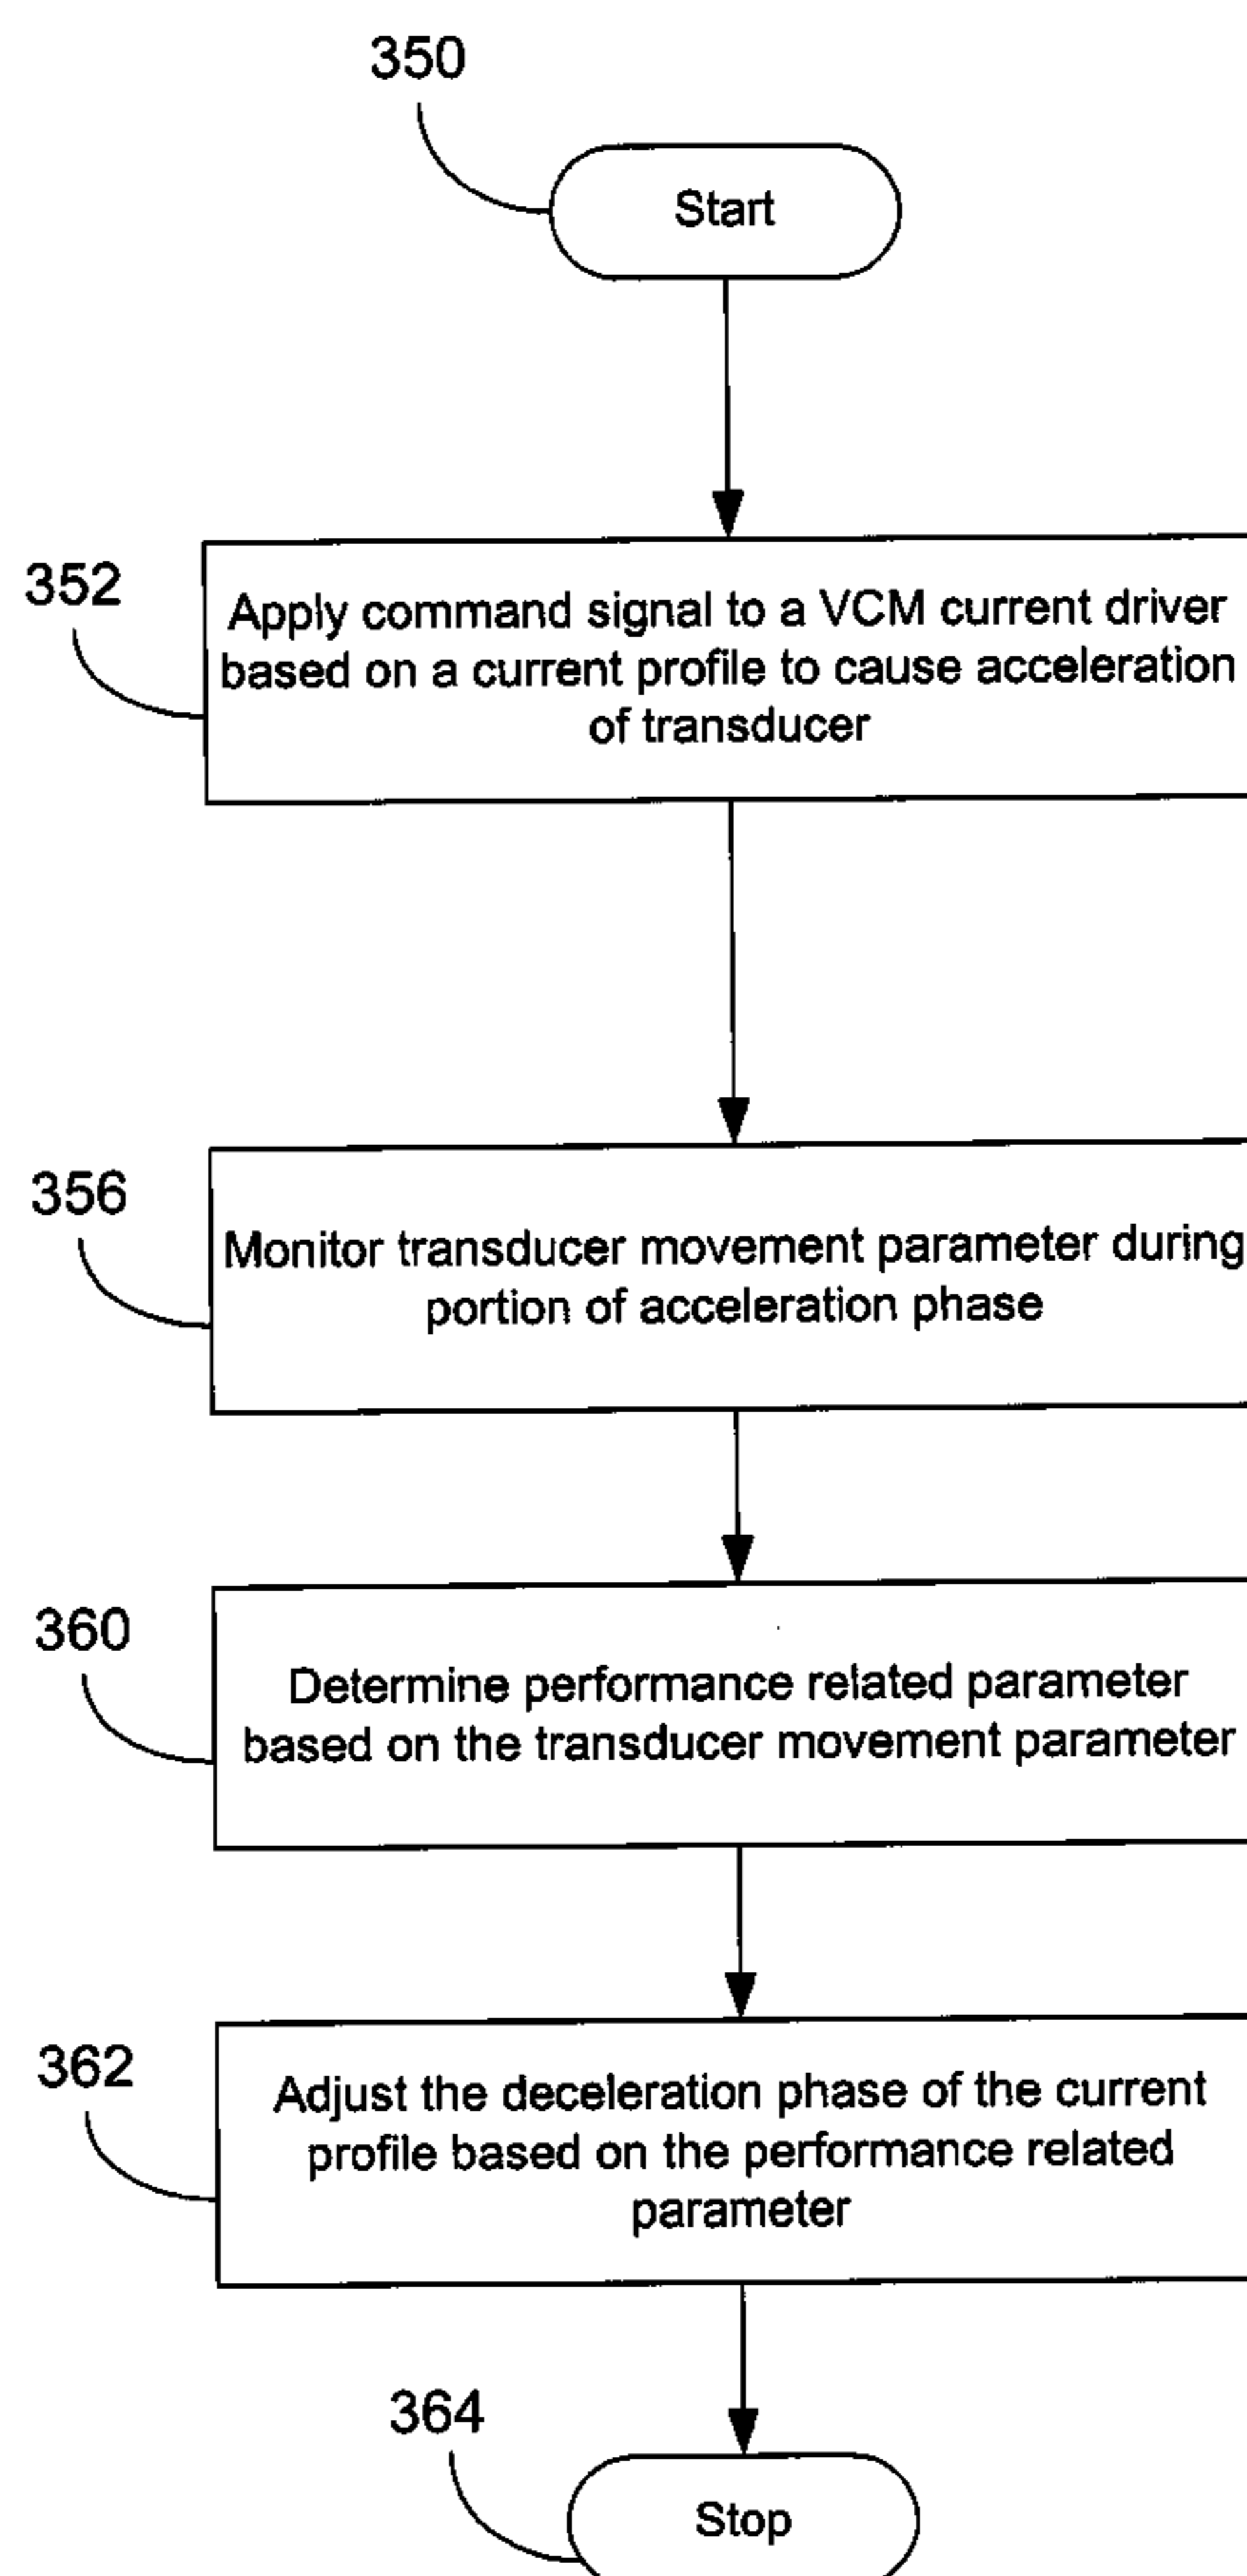 350
Start
352
Apply command signal to a VCM current driver
based on a current profile to cause acceleration
of transducer
356
Monitor transducer movement parameter during
portion of acceleration phase
360
Determine performance related parameter
based on the transducer movement parameter
362
Adjust the deceleration phase of the current
profile based on the performance related
parameter
364
Stop